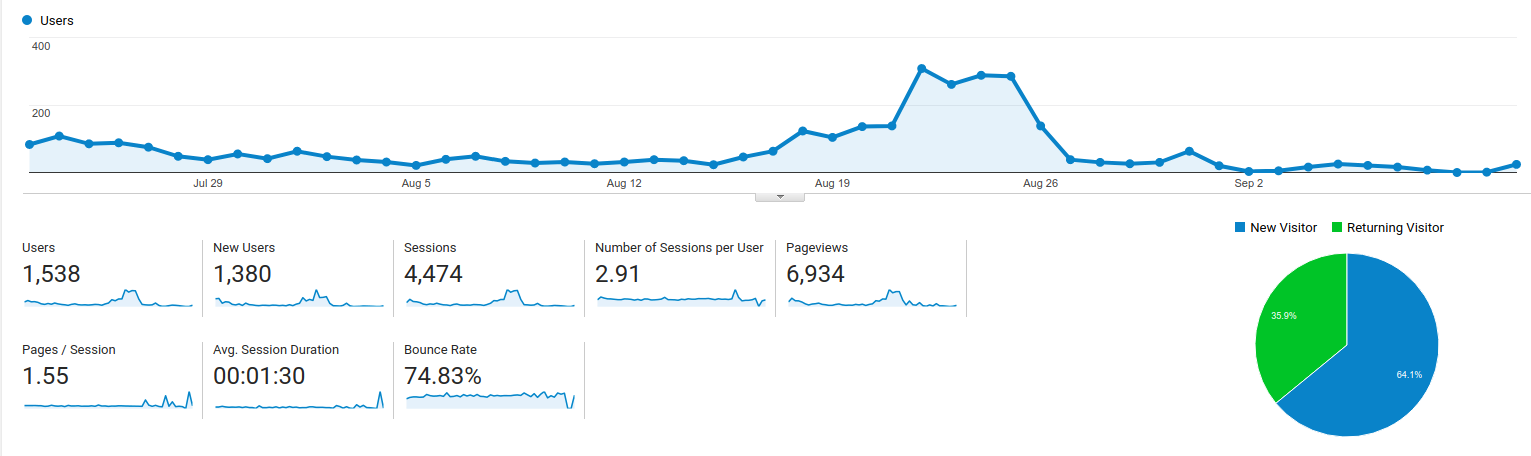 Users
400
200
Jul 29 Aug 5 Aug 12 Aug 19 Aug 26 Sep 2
New Visitor Returning Visitor
Users New Users Sessions Number of Sessions per User Pageviews
1,538 1,380 4,474 2.91 6,934
35.9%
64.1%
Pages / Session Avg. Session Duration Bounce Rate
1.55 00:01:30 74.83%